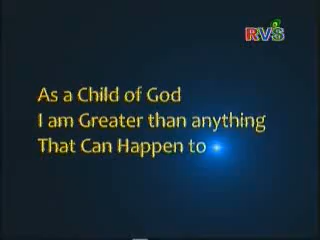 RVS
As a Child of God
I am Greater than anything
That Can Happen to